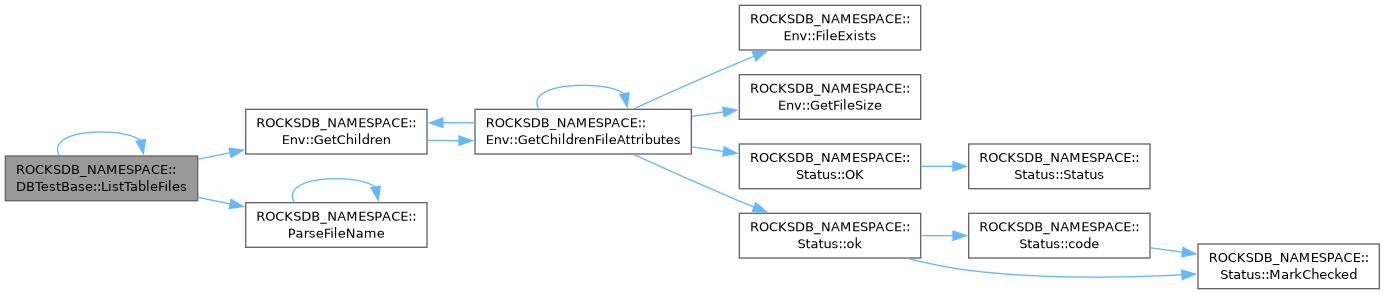 ROCKSDB_NAMESPACE::
DBTestBase::ListTableFiles
ROCKSDB_NAMESPACE::
Env::GetChildren
ROCKSDB_NAMESPACE::
ParseFileName
ROCKSDB_NAMESPACE::
Env::GetChildrenFileAttributes
ROCKSDB_NAMESPACE::
Env::FileExists
ROCKSDB_NAMESPACE::
Env::GetFileSize
ROCKSDB_NAMESPACE::
Status::OK
ROCKSDB_NAMESPACE::
Status::ok
ROCKSDB_NAMESPACE::
Status::Status
ROCKSDB_NAMESPACE::
Status::code
ROCKSDB_NAMESPACE::
Status::MarkChecked